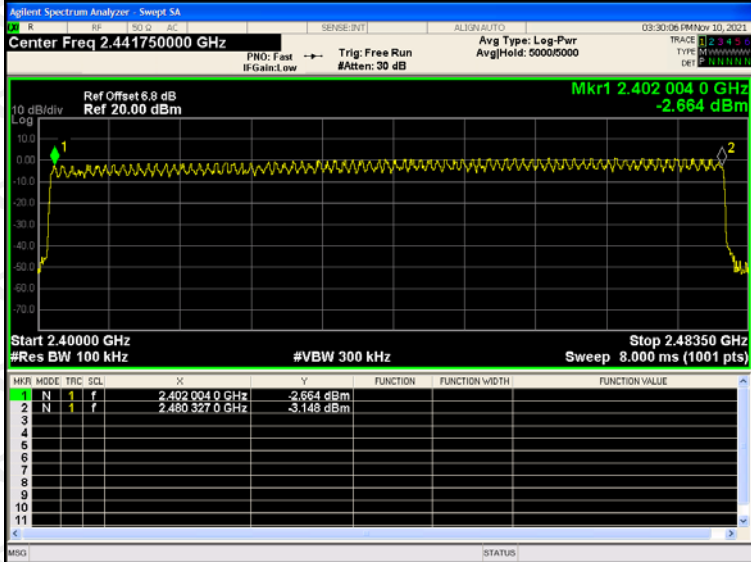 Agilent Spectrum Analyzer - Swept SA
R RF 50 Ω AC SENSE:INT ALIGN AUTO 03:30:06 PM Nov 10, 2021
Center Freq 2.441750000 GHz
PNO: Fast
IFGain:Low
Trig: Free Run
#Atten: 30 dB
Avg Type: Log-Pwr
Avg|Hold: 5000/5000
TRACE 1 2 3 4 5 6
TYPE M
DET P N N N N N
Ref Offset 6.8 dB
10 dB/div Ref 20.00 dBm
Log
Mkr1 2.402 004 0 GHz
-2.664 dBm
10.0
1
2
0.00
-10.0
-20.0
-30.0
-40.0
-50.0
-60.0
-70.0
Start 2.40000 GHz Stop 2.48350 GHz
#Res BW 100 kHz #VBW 300 kHz Sweep 8.000 ms (1001 pts)
MKR MODE TRC SCL X Y FUNCTION FUNCTION WIDTH FUNCTION VALUE
1 N 1 f 2.402 004 0 GHz -2.664 dBm
2 N 1 f 2.480 327 0 GHz -3.148 dBm
3
4
5
6
7
8
9
10
11
MSG STATUS